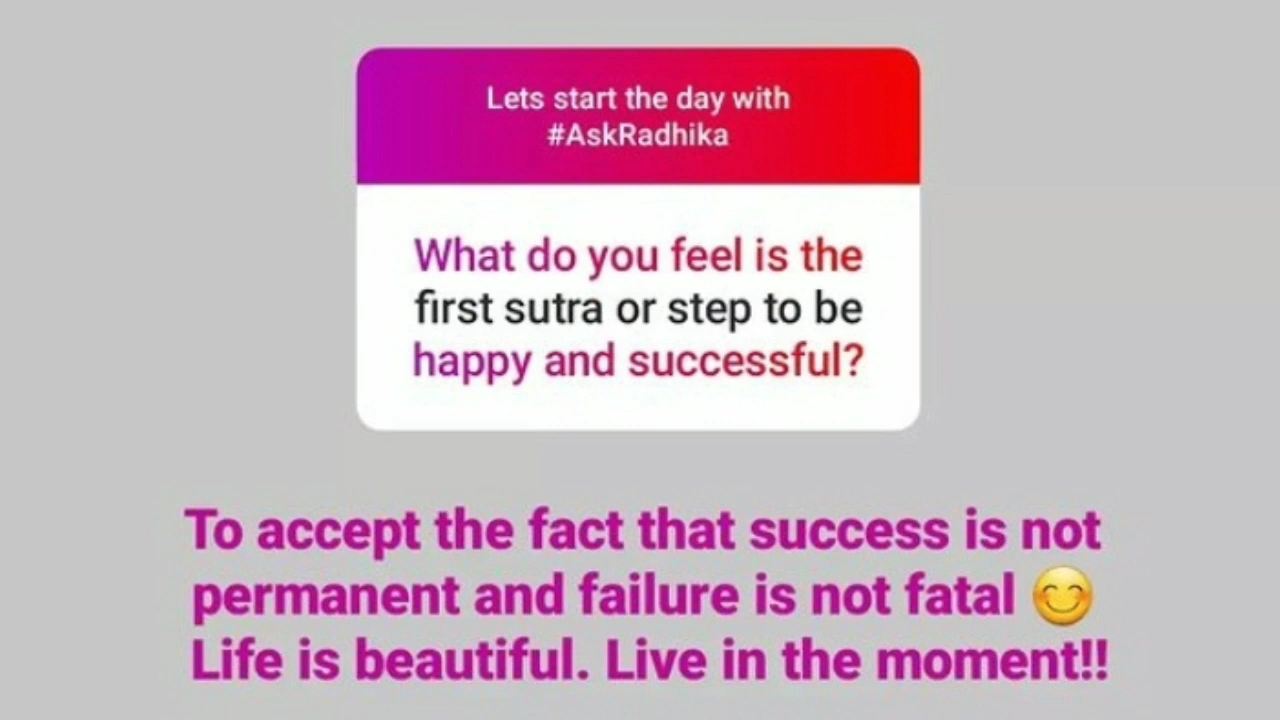 Lets start the day with
#AskRadhika
What do you feel is the
first sutra or step to be
happy and successful?
To accept the fact that success is not
permanent and failure is not fatal 😊
Life is beautiful. Live in the moment!!